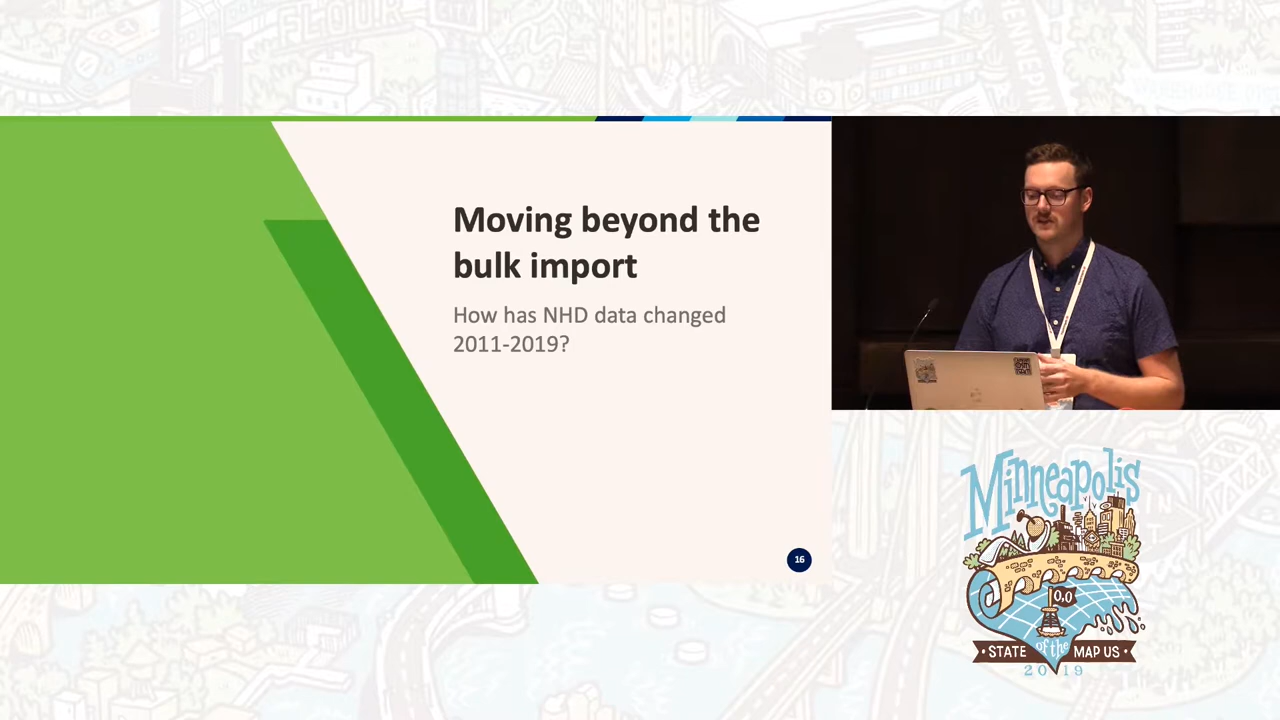 FLOUR
Moving beyond the
bulk import
How has NHD data changed
2011-2019?
16
Minneapolis
0,0
STATE of the MAP US
2019